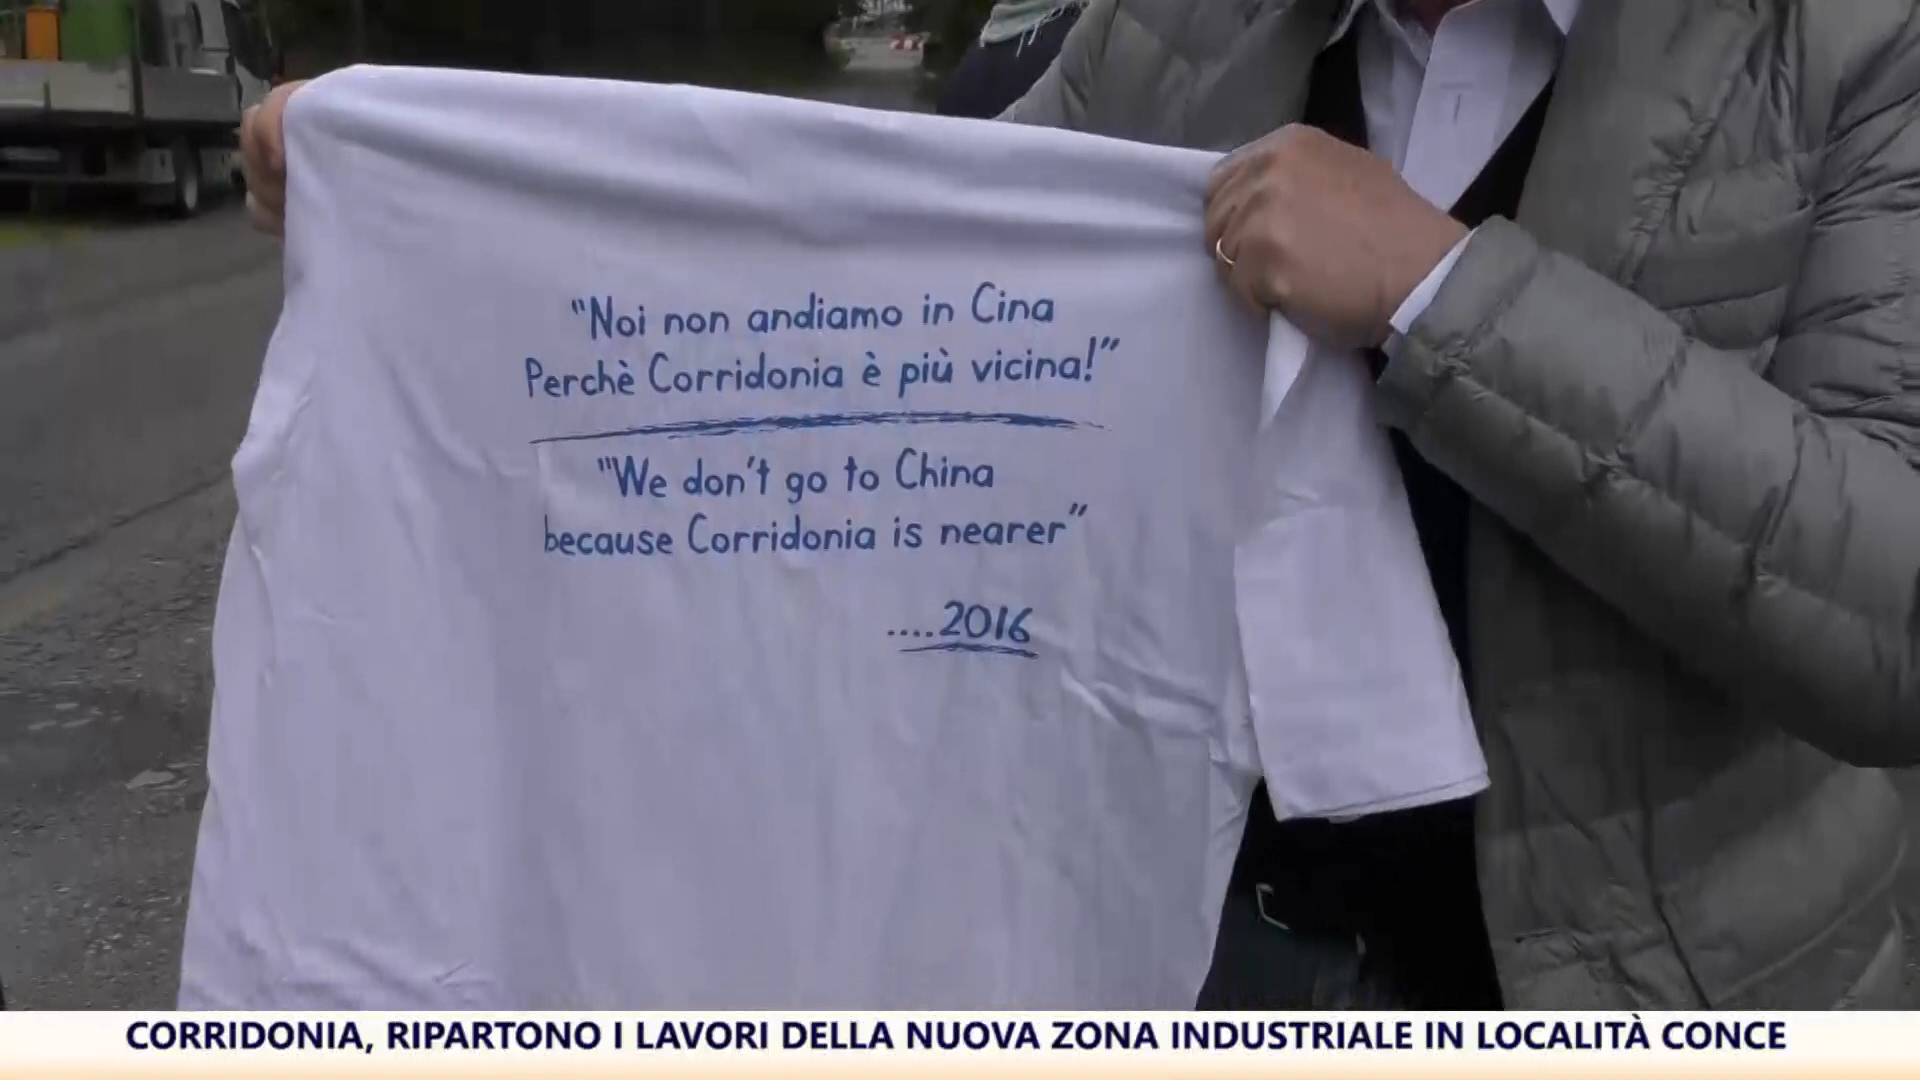 "Noi non andiamo in Cina
Perchè Corridonia è più vicina!"
"We don't go to China
because Corridonia is nearer"
....2016
CORRIDONIA, RIPARTONO I LAVORI DELLA NUOVA ZONA INDUSTRIALE IN LOCALITÀ CONCE